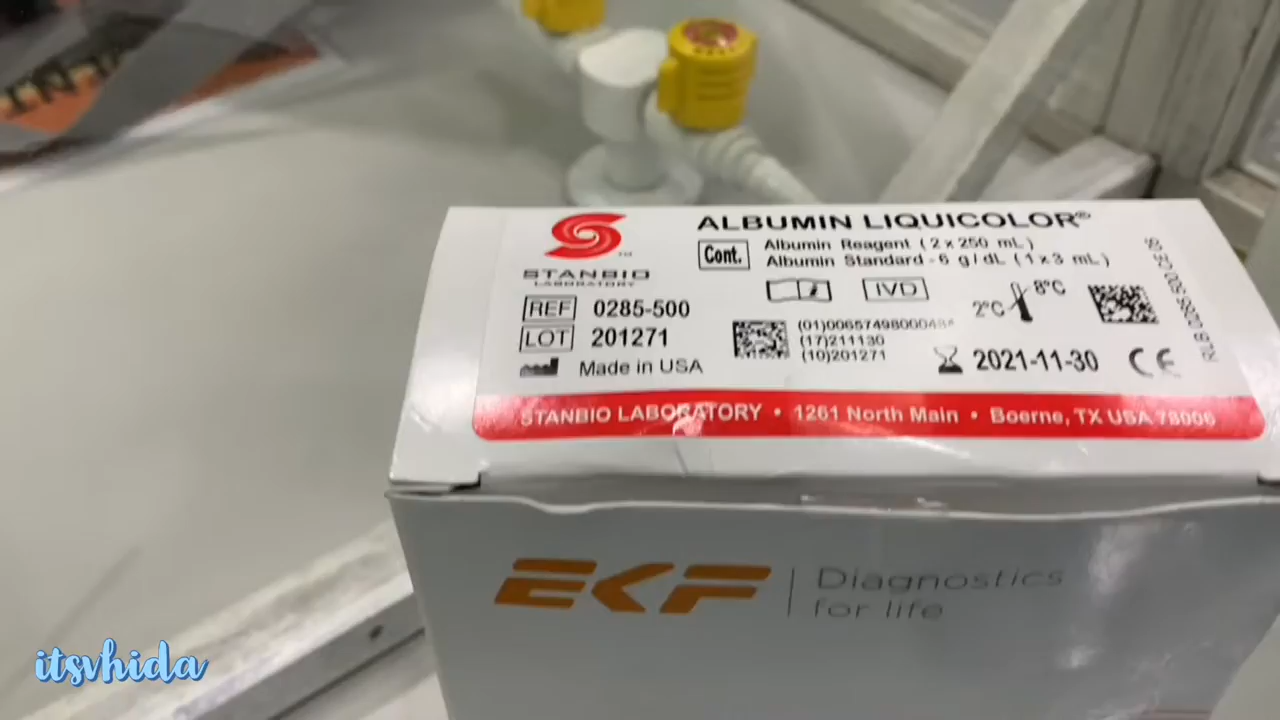 ALBUMIN LIQUICOLOR®
Cont.
Albumin Reagent (2 x 250 mL)
Albumin Standard - 6 g/dL (1 x 3 mL)
STANBIO
LABORATORY
TM
REF 0285-500
LOT 201271
Made in USA
IVD
2°C
8°C
(17)211130
(10)201271
2021-11-30
CE
STANBIO LABORATORY • 1261 North Main • Boerne, TX USA 78006
EKF
Diagnostics
for life
itsvhida